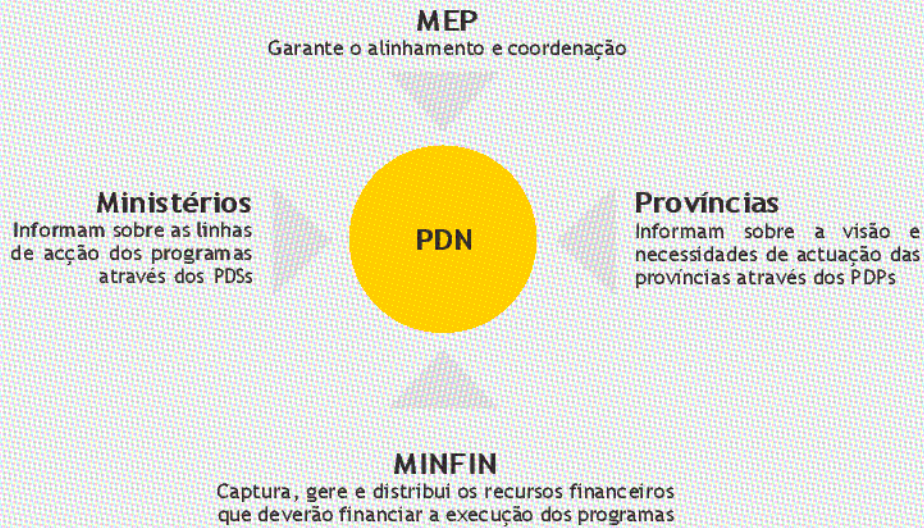 MEP
Garante o alinhamento e coordenação
Ministérios
Informam sobre as linhas
de acção dos programas
através dos PDSs
PDN
Províncias
Informam sobre a visão e
necessidades de actuação das
províncias através dos PDPs
MINFIN
Captura, gere e distribui os recursos financeiros
que deverão financiar a execução dos programas